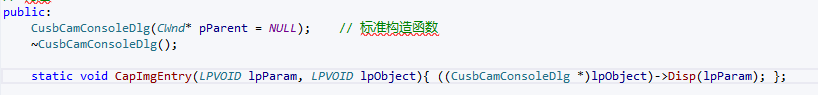 public:
CusbCamConsoleDlg(CWnd* pParent = NULL);    // 标准构造函数
~CusbCamConsoleDlg();
static void CapImgEntry(LPVOID lpParam, LPVOID lpObject){ ((CusbCamConsoleDlg *)lpObject)->Disp(lpParam); };